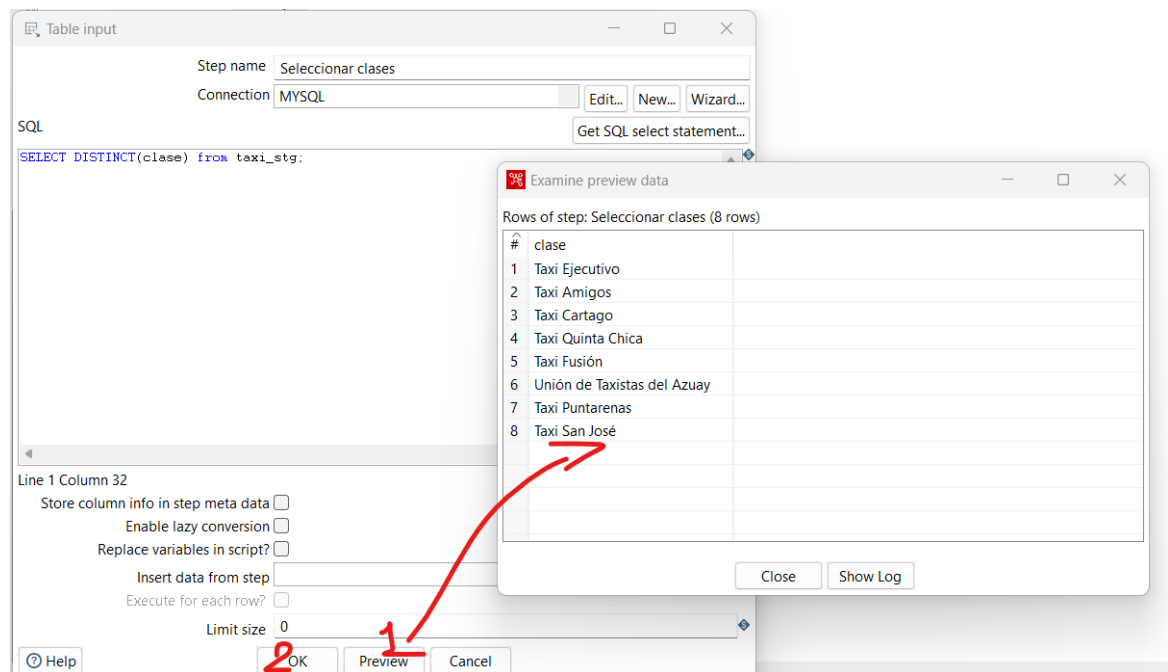 Table input
Step name Seleccionar clases
Connection MYSQL Edit... New... Wizard...
SQL Get SQL select statement...
SELECT DISTINCT(clase) from taxi_stg;
Examine preview data
Rows of step: Seleccionar clases (8 rows)
# clase
1 Taxi Ejecutivo
2 Taxi Amigos
3 Taxi Cartago
4 Taxi Quinta Chica
5 Taxi Fusión
6 Unión de Taxistas del Azuay
7 Taxi Puntarenas
8 Taxi San José
Close Show Log
Line 1 Column 32
Store column info in step meta data
Enable lazy conversion
Replace variables in script?
Insert data from step
Execute for each row?
Limit size 0
2 1
Help OK Preview Cancel